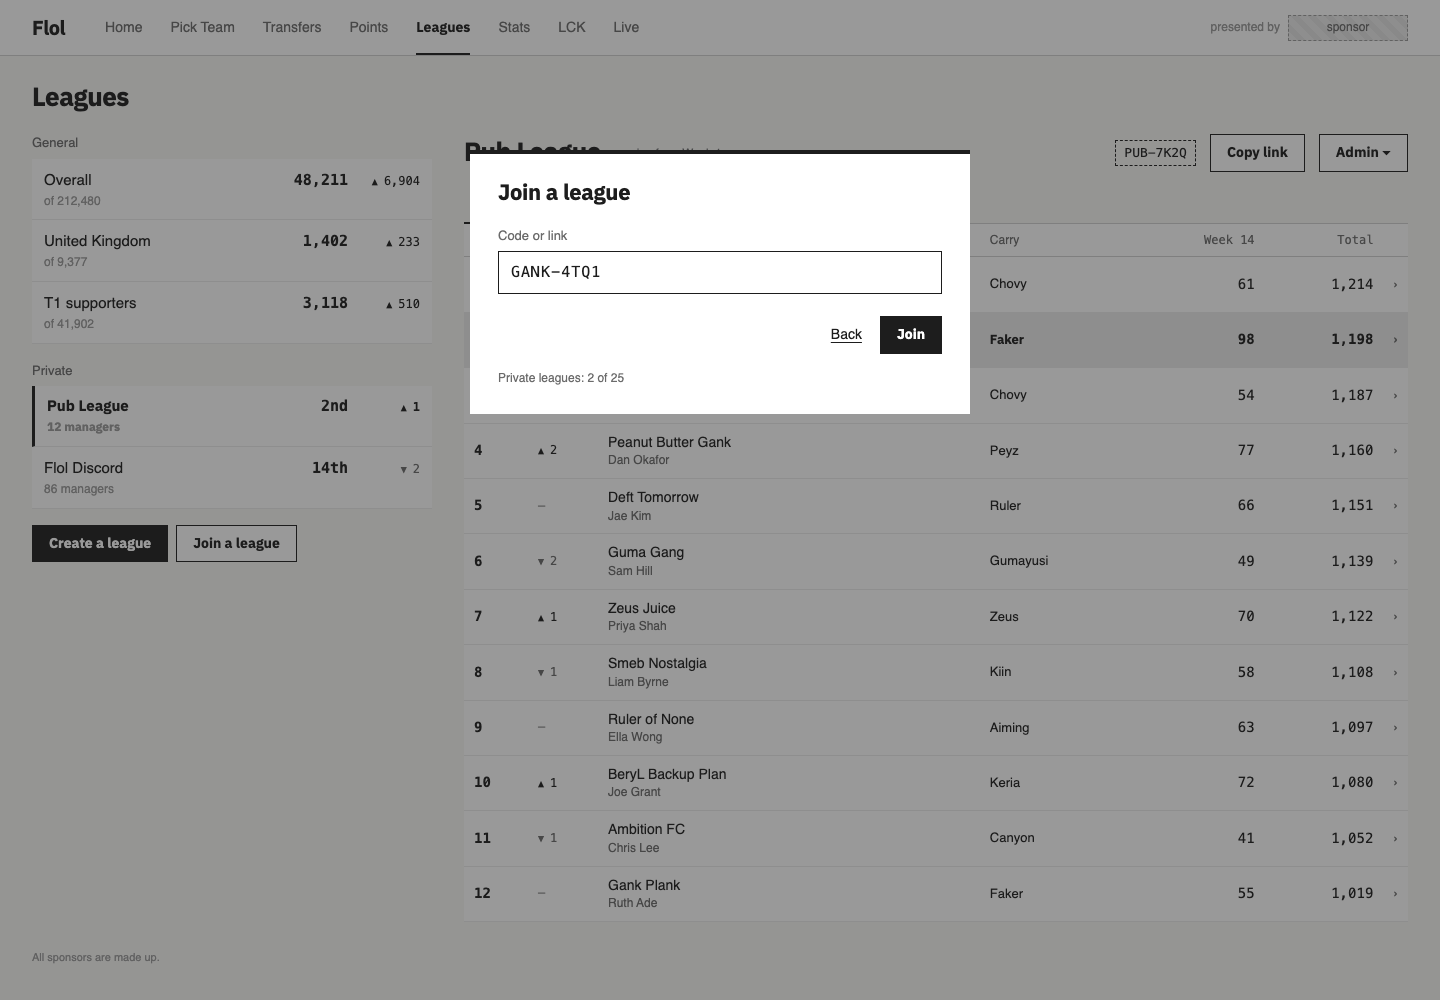 Flol Home Pick Team Transfers Points Leagues Stats LCK Live presented by sponsor
Leagues
General
Overall 48,211 ▲ 6,904
of 212,480
United Kingdom 1,402 ▲ 233
of 9,377
T1 supporters 3,118 ▲ 510
of 41,902
Private
Pub League 2nd ▲ 1
12 managers
Flol Discord 14th ▼ 2
86 managers
Create a league Join a league
Pub League
PUB-7K2Q Copy link Admin
Join a league
Code or link
GANK-4TQ1
Back Join
Private leagues: 2 of 25
Carry Week 14 Total
Chovy 61 1,214 ›
Faker 98 1,198 ›
Chovy 54 1,187 ›
4 ▲ 2 Peanut Butter Gank Peyz 77 1,160 ›
Dan Okafor
5 – Deft Tomorrow Ruler 66 1,151 ›
Jae Kim
6 ▼ 2 Guma Gang Gumayusi 49 1,139 ›
Sam Hill
7 ▲ 1 Zeus Juice Zeus 70 1,122 ›
Priya Shah
8 ▼ 1 Smeb Nostalgia Kiin 58 1,108 ›
Liam Byrne
9 – Ruler of None Aiming 63 1,097 ›
Ella Wong
10 ▲ 1 BeryL Backup Plan Keria 72 1,080 ›
Joe Grant
11 ▼ 1 Ambition FC Canyon 41 1,052 ›
Chris Lee
12 – Gank Plank Faker 55 1,019 ›
Ruth Ade
All sponsors are made up.